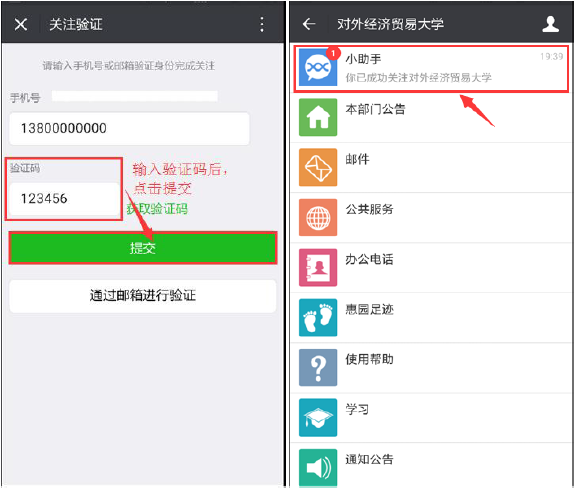 关注验证
请输入手机号或邮箱验证身份完成关注
手机号
13800000000
验证码
123456
输入验证码后，
点击提交
获取验证码
提交
通过邮箱进行验证
对外经济贸易大学
1
小助手
19:39
你已成功关注对外经济贸易大学
本部门公告
邮件
公共服务
办公电话
惠园足迹
使用帮助
学习
通知公告